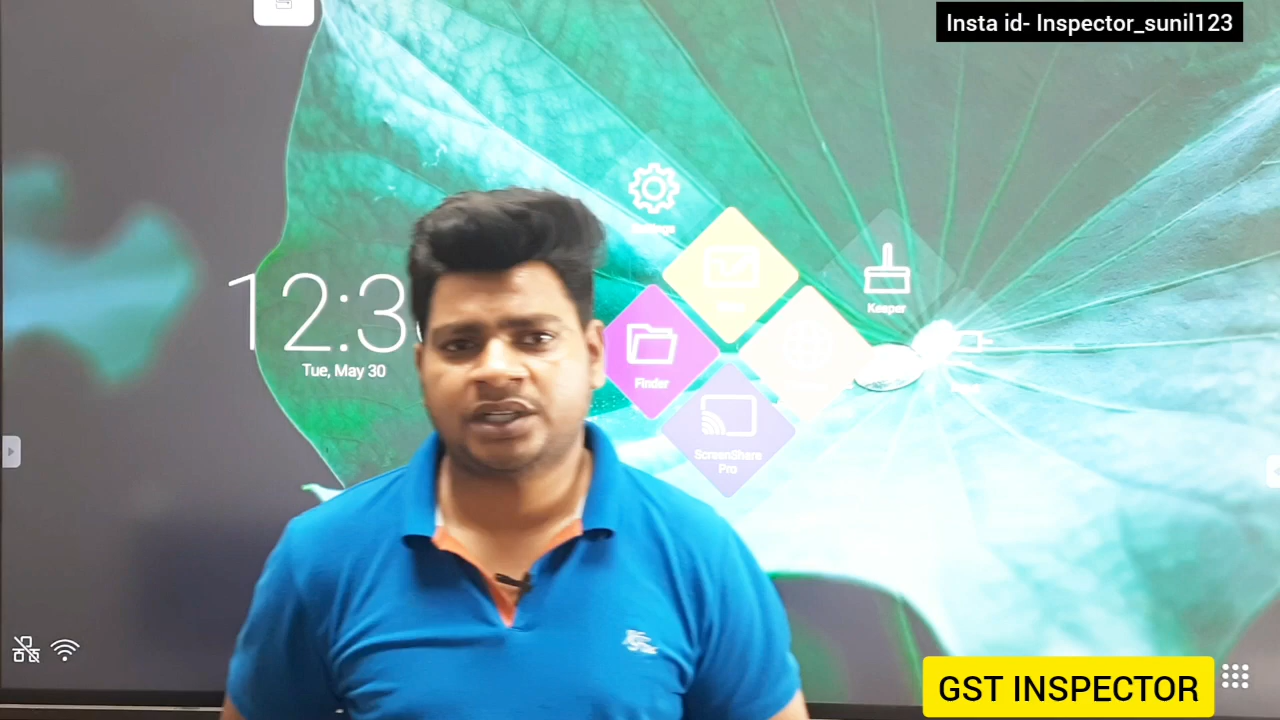 Insta id- Inspector_sunil123
12:3
Tue, May 30
Keeper
Finder
ScreenShare
Pro
GST INSPECTOR